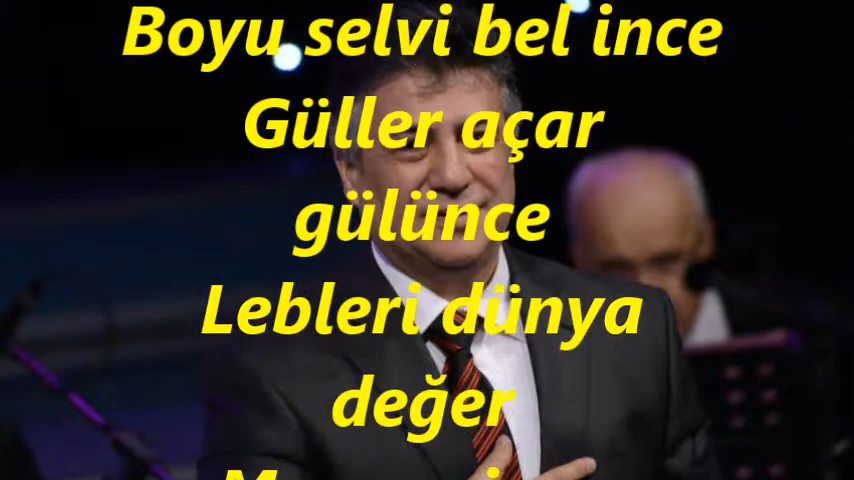 Boyu selvi bel ince
Güller açar
gülünce
Lebleri dünya
değer